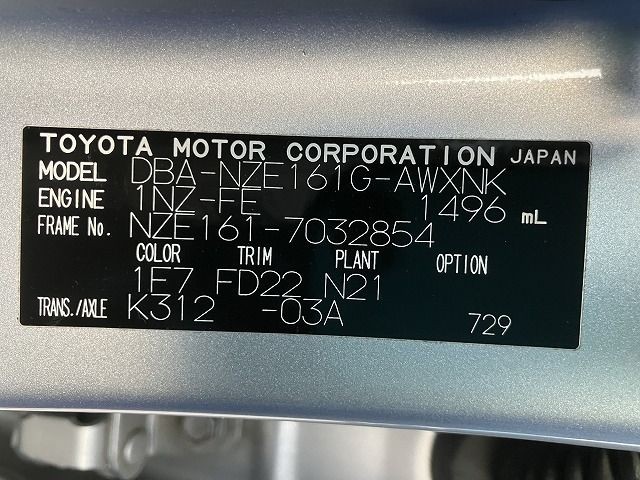 TOYOTA MOTOR CORPORATION JAPAN
MODEL DBA-NZE161G-AWXNK
ENGINE 1NZ-FE 1496 mL
FRAME No. NZE161-7032854
COLOR TRIM PLANT OPTION
1F7 FD22 N21
TRANS./AXLE K312 -03A 729